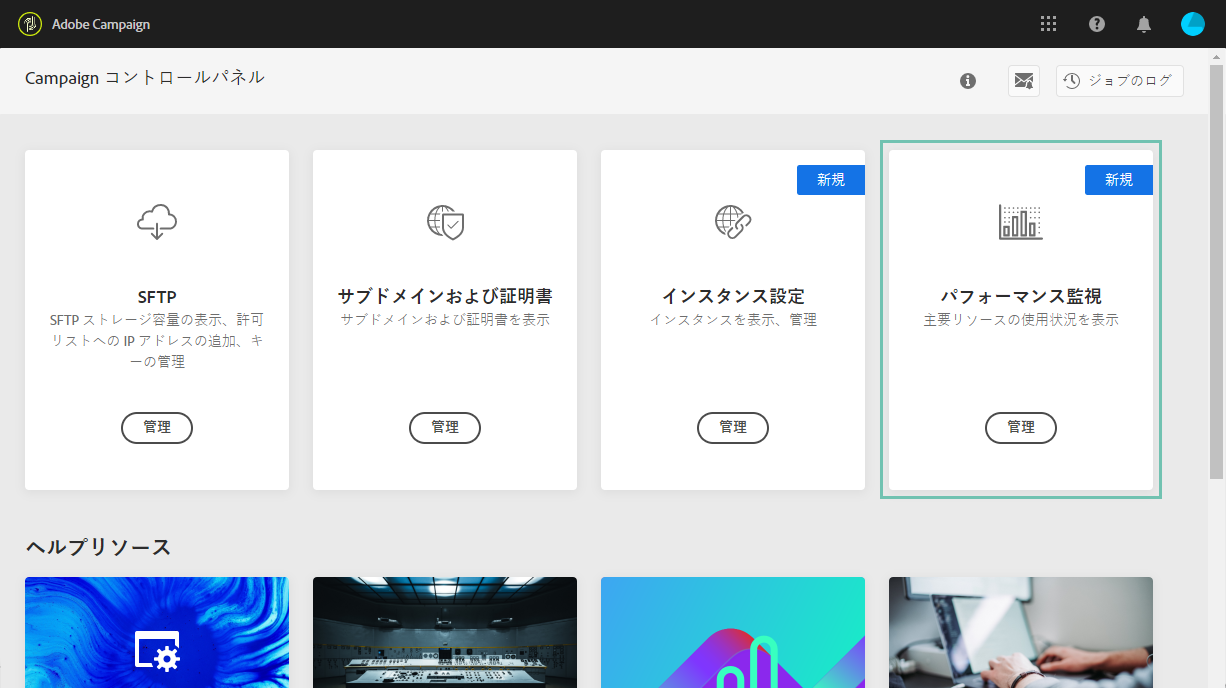 Adobe Campaign
Campaign コントロールパネル
ジョブのログ
新規
新規
SFTP
SFTP ストレージ容量の表示、許可
リストへの IP アドレスの追加、キ
ーの管理
管理
サブドメインおよび証明書
サブドメインおよび証明書を表示
管理
インスタンス設定
インスタンスを表示、管理
管理
パフォーマンス監視
主要リソースの使用状況を表示
管理
ヘルプリソース